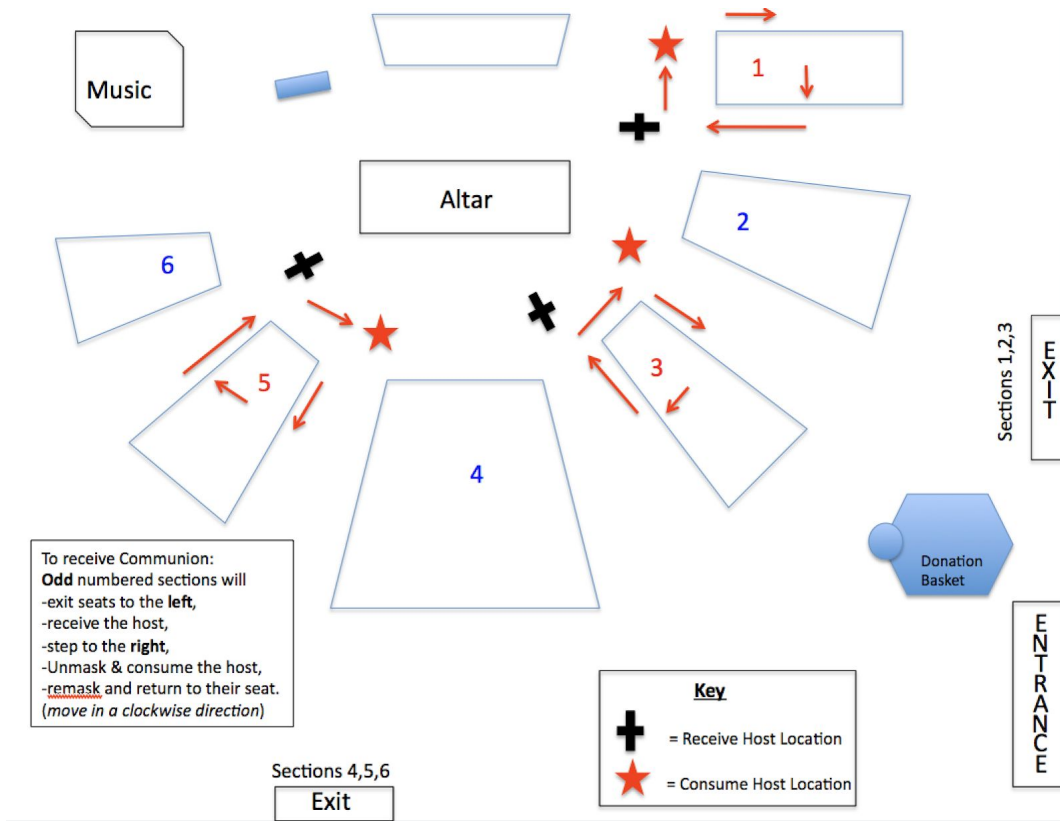 Music
1
Altar
2
6
3
5
4
Sections 1,2,3
EXIT
To receive Communion:
Odd numbered sections will
-exit seats to the left,
-receive the host,
-step to the right,
-Unmask & consume the host,
-remask and return to their seat.
(move in a clockwise direction)
Donation
Basket
ENTRANCE
Key
= Receive Host Location
= Consume Host Location
Sections 4,5,6
Exit